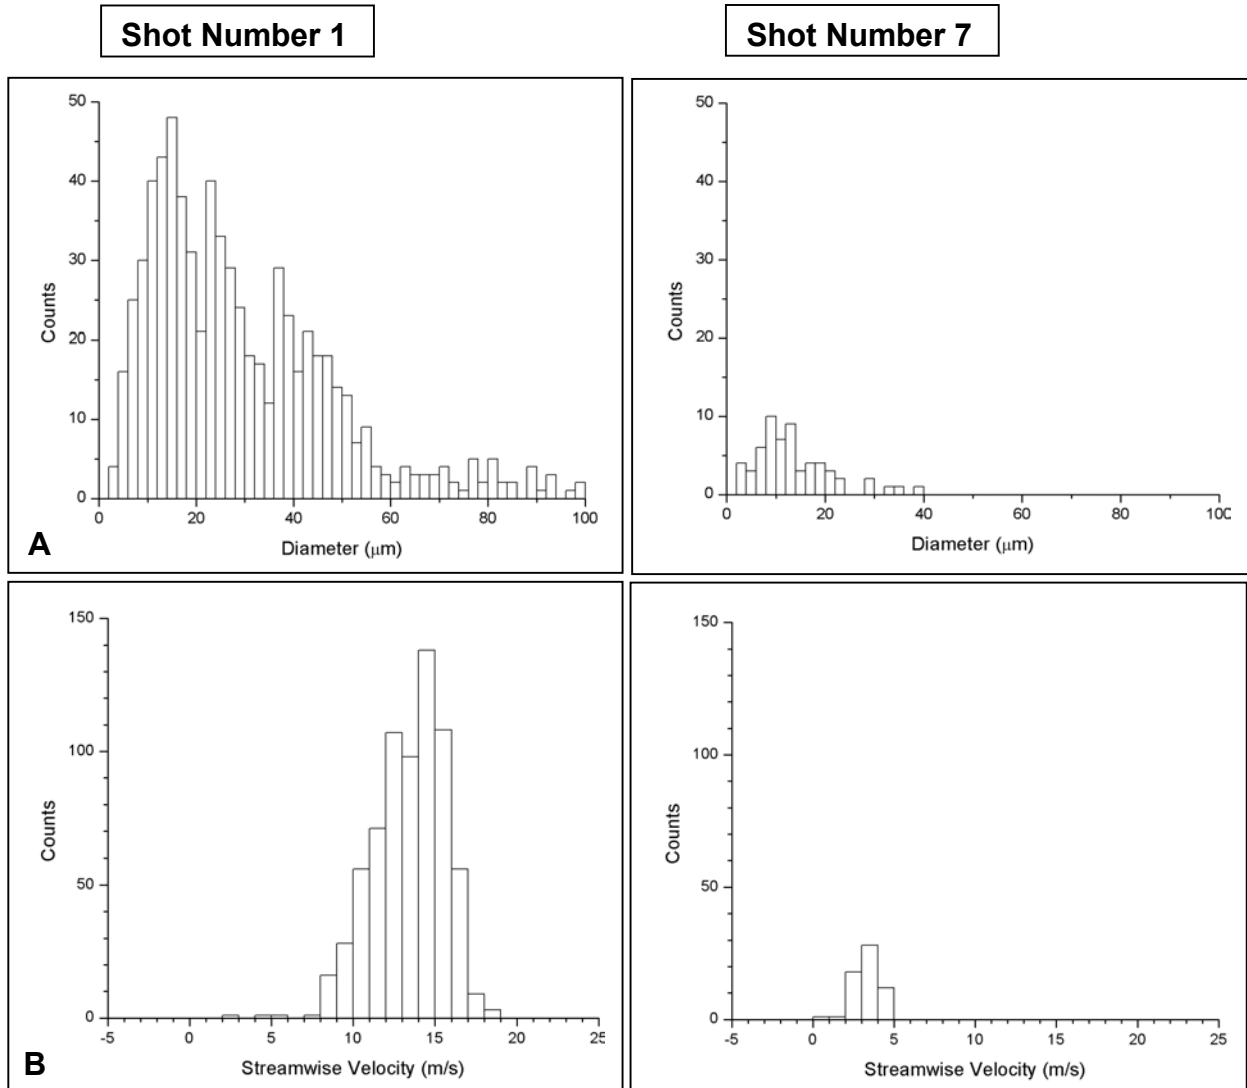 Shot Number 1
Shot Number 7
50
40
30
20
10
0
Counts
0 20 40 60 80 100
Diameter (μm)
A
50
40
30
20
10
0
Counts
0 20 40 60 80 100
Diameter (μm)
150
100
50
0
Counts
-5 0 5 10 15 20 25
Streamwise Velocity (m/s)
B
150
100
50
0
Counts
-5 0 5 10 15 20 25
Streamwise Velocity (m/s)